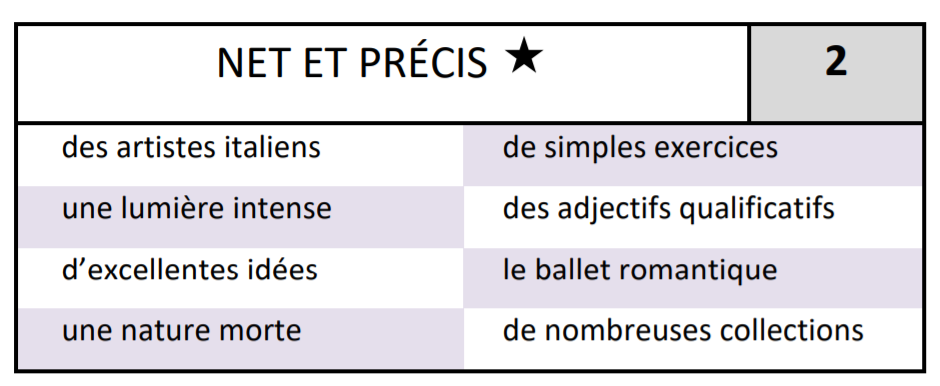 NET ET PRÉCIS ★ 2
des artistes italiens de simples exercices
une lumière intense des adjectifs qualificatifs
d’excellentes idées le ballet romantique
une nature morte de nombreuses collections